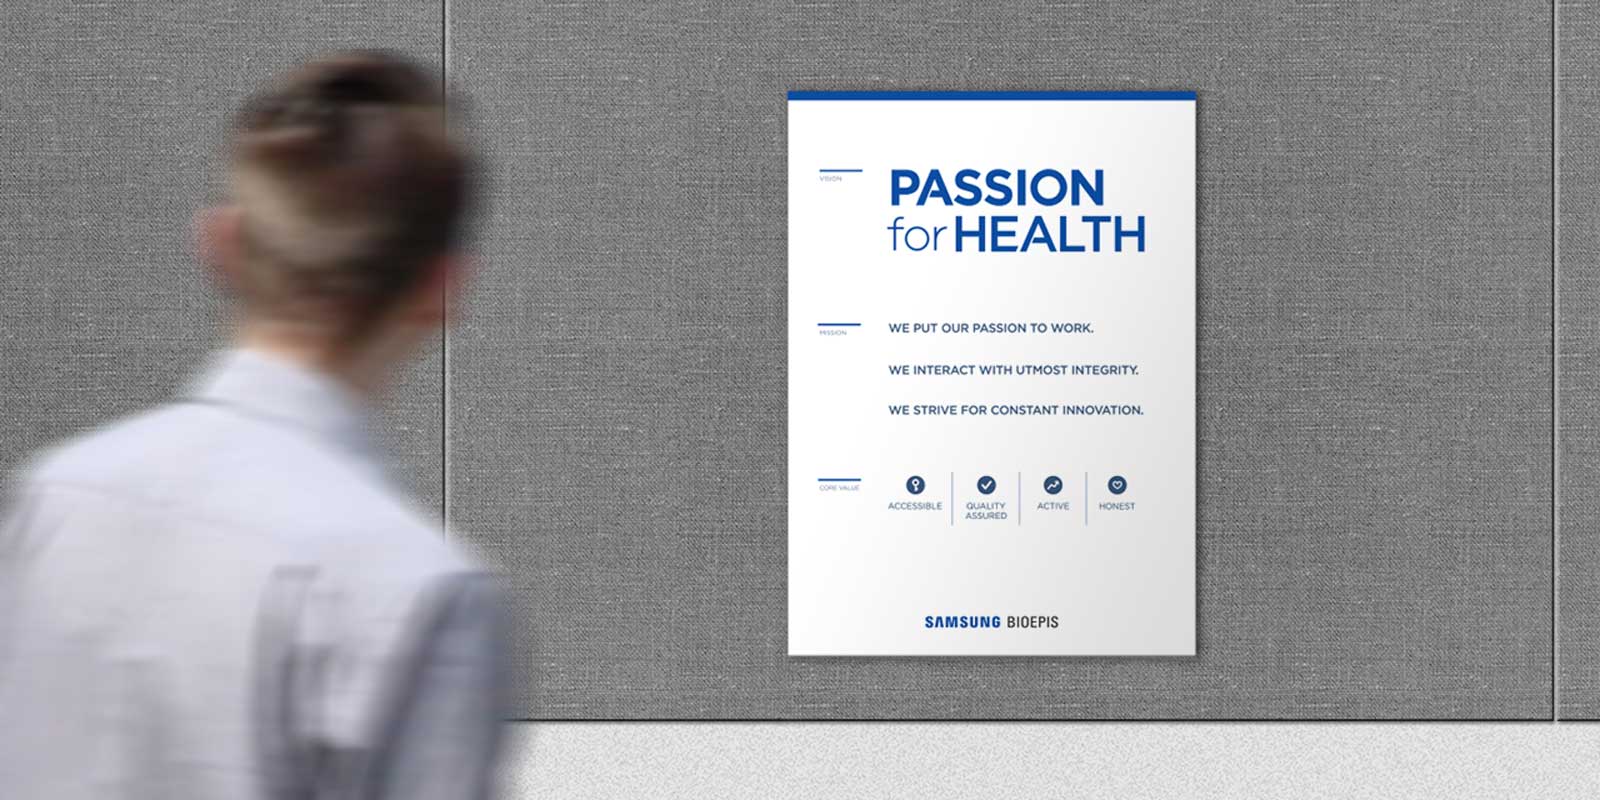 VISION
PASSION
for HEALTH
MISSION
WE PUT OUR PASSION TO WORK.
WE INTERACT WITH UTMOST INTEGRITY.
WE STRIVE FOR CONSTANT INNOVATION.
CORE VALUE
ACCESSIBLE
QUALITY
ASSURED
ACTIVE
HONEST
SAMSUNG BIOEPIS